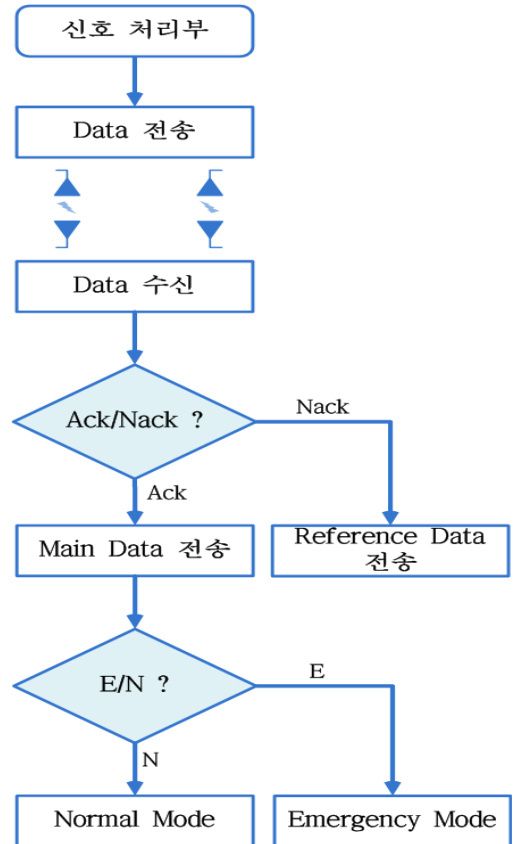 신호 처리부
Data 전송
Data 수신
Ack/Nack ?
Nack
Ack
Main Data 전송
Reference Data
전송
E/N ?
E
N
Normal Mode
Emergency Mode